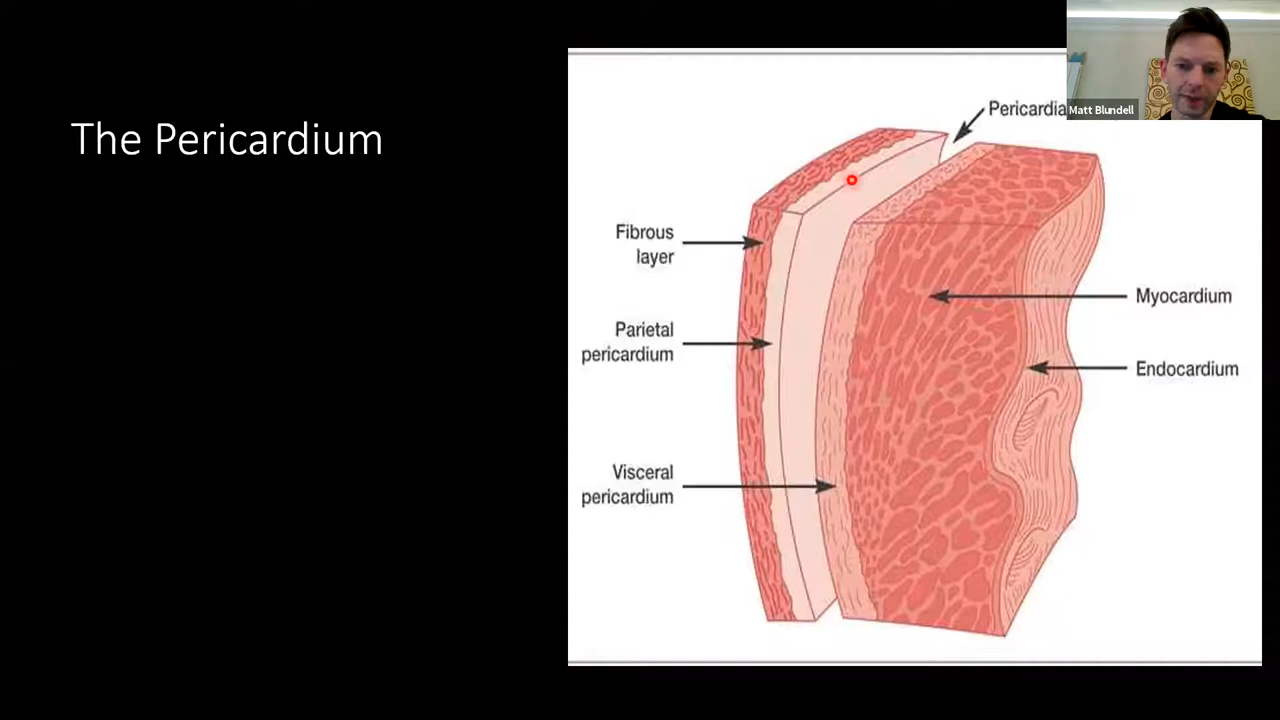 The Pericardium
Pericardia
Matt Blundell
Fibrous
layer
Parietal
pericardium
Visceral
pericardium
Myocardium
Endocardium